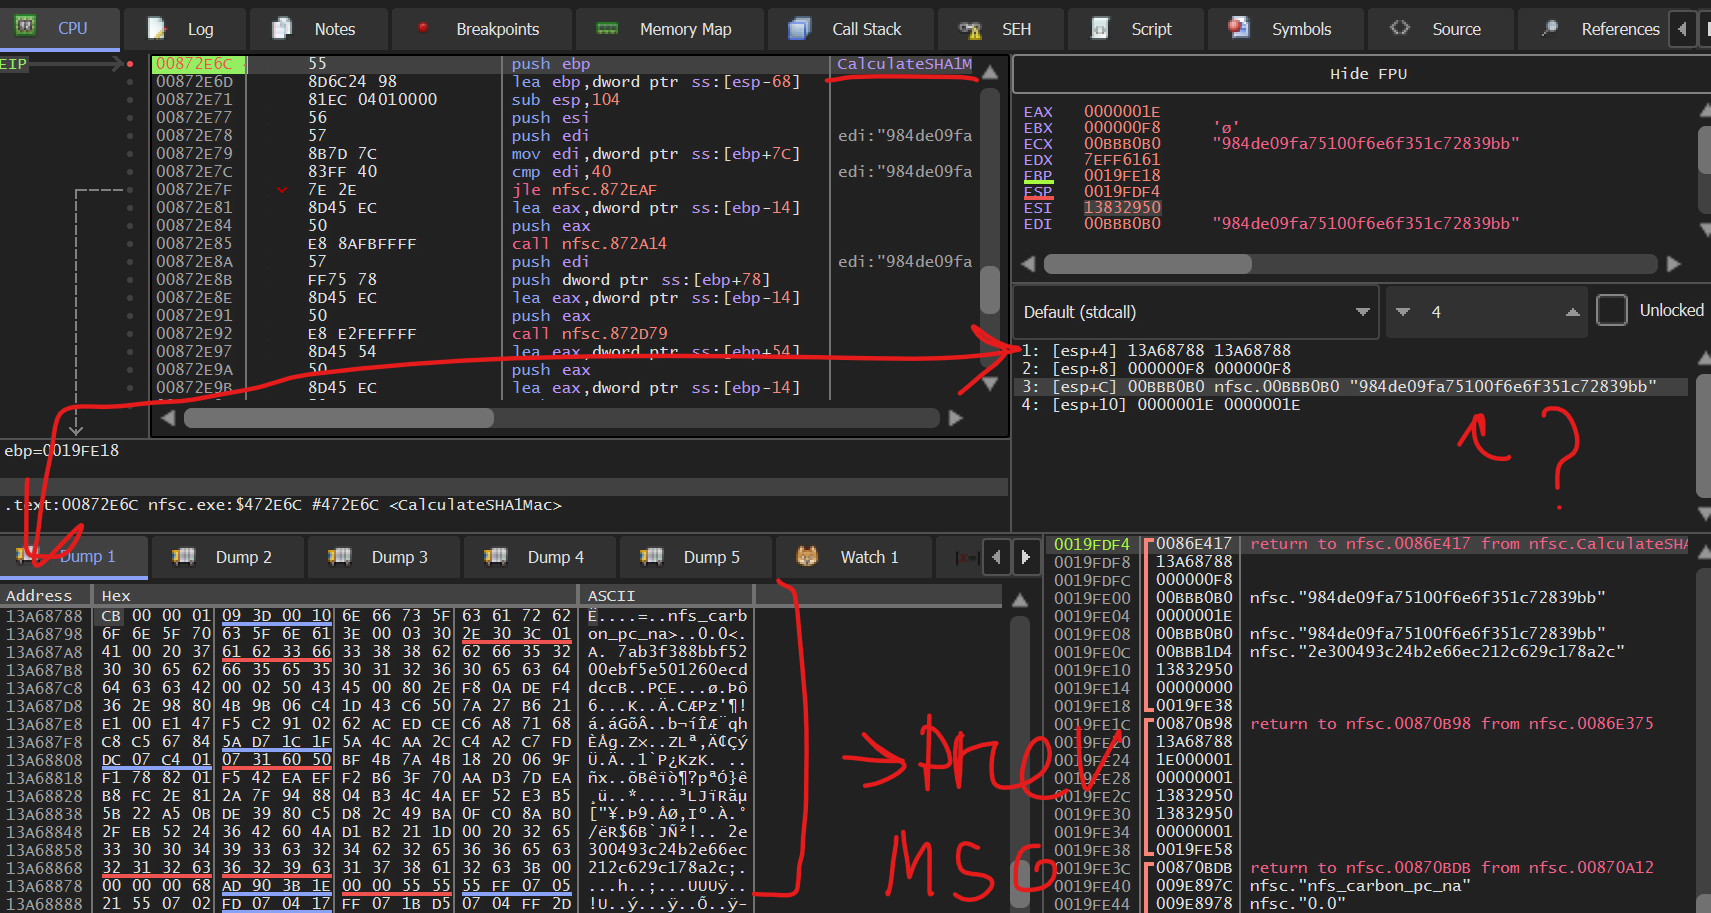 CPU Log Notes Breakpoints Memory Map Call Stack SEH Script Symbols Source References
EIP
00872E6C 55 push ebp CalculateSHA1M
00872E6D 8D6C24 98 lea ebp,dword ptr ss:[esp-68]
00872E71 81EC 04010000 sub esp,104
00872E77 56 push esi
00872E78 57 push edi edi:"984de09fa
00872E79 8B7D 7C mov edi,dword ptr ss:[ebp+7C]
00872E7C 83FF 40 cmp edi,40 edi:"984de09fa
00872E7F 7E 2E jle nfsc.872EAF
00872E81 8D45 EC lea eax,dword ptr ss:[ebp-14]
00872E84 50 push eax
00872E85 E8 8AFBFFFF call nfsc.872A14
00872E8A 57 push edi edi:"984de09fa
00872E8B FF75 78 push dword ptr ss:[ebp+78]
00872E8E 8D45 EC lea eax,dword ptr ss:[ebp-14]
00872E91 50 push eax
00872E92 E8 E2FEFFFF call nfsc.872D79
00872E97 8D45 54 lea eax,dword ptr ss:[ebp+54]
00872E9A 50 push eax
00872E9B 8D45 EC lea eax,dword ptr ss:[ebp-14]
ebp=0019FE18
.text:00872E6C nfsc.exe:$472E6C #472E6C <CalculateSHA1Mac>
Hide FPU
EAX 0000001E
EBX 000000F8 'ø'
ECX 00BBB0B0 "984de09fa75100f6e6f351c72839bb"
EDX 7EFF6161
EBP 0019FE18
ESP 0019FDF4
ESI 13832950
EDI 00BBB0B0 "984de09fa75100f6e6f351c72839bb"
Default (stdcall) 4 Unlocked
1: [esp+4] 13A68788 13A68788
2: [esp+8] 000000F8 000000F8
3: [esp+C] 00BBB0B0 nfsc.00BBB0B0 "984de09fa75100f6e6f351c72839bb"
4: [esp+10] 0000001E 0000001E
?
Dump 1 Dump 2 Dump 3 Dump 4 Dump 5 Watch 1
Address Hex ASCII
13A68788 CB 00 00 01 09 3D 00 10 6E 66 73 5F 63 61 72 62 Ë....=..nfs_carb
13A68798 6F 6E 5F 70 63 5F 6E 61 3E 00 03 30 2E 30 3C 01 on_pc_na>..0.0<.
13A687A8 41 00 20 37 61 62 33 66 33 38 38 62 62 66 35 32 A. 7ab3f388bbf52
13A687B8 30 30 65 62 66 35 65 35 30 31 32 36 30 65 63 64 00ebf5e501260ecd
13A687C8 64 63 63 42 00 02 50 43 45 00 80 2E F8 0A DE F4 dccB..PCE...ø.Þô
13A687D8 36 2E 98 80 4B 9B 06 C4 1D 43 C6 50 7A 27 B6 21 6...K..Ä.CÆPz'¶!
13A687E8 E1 00 E1 47 F5 C2 91 02 62 AC ED CE C6 A8 71 68 á.áGõÂ..b¬íÎÆ¨qh
13A687F8 C8 C5 67 84 5A D7 1C 1F 5A 4C AA 2C C4 A2 C7 FD ÈÅg.Z×..ZLª,Ä¢Çý
13A68808 DC 07 C4 01 07 31 60 50 BF 4B 7A 4B 18 20 06 9F Ü.Ä..1`P¿KzK. ..
13A68818 F1 78 82 01 F5 42 EA EF F2 B6 3F 70 AA D3 7D EA ñx..õBêïò¶?pªÓ}ê
13A68828 B8 FC 2E 81 2A 7F 94 88 04 B3 4C 4A EF 52 E3 B5 ¸ü..*....³LJïRãµ
13A68838 5B 22 A5 0B DE 39 80 C5 D8 2C 49 BA 0F C0 8A B0 ["¥.Þ9.ÅØ,Iº.À.°
13A68848 2F EB 52 24 36 42 60 4A D1 B2 21 1D 00 20 32 65 /ëR$6B`JÑ²!.. 2e
13A68858 33 30 30 34 39 33 63 32 34 62 32 65 36 36 65 63 300493c24b2e66ec
13A68868 32 31 32 63 36 32 39 63 31 37 38 61 32 63 3B 00 212c629c178a2c;.
13A68878 00 00 00 68 AD 90 3B 1E 00 00 55 55 55 FF 07 05 ...h..;...UUUÿ..
13A68888 21 55 07 02 FD 07 04 17 FF 07 1B D5 07 04 FF 2D !U..ý...ÿ..Õ..ÿ-
→ prev
MSG
0019FDF4 0086E417 return to nfsc.0086E417 from nfsc.CalculateSHA
0019FDF8 13A68788
0019FDFC 000000F8
0019FE00 00BBB0B0 nfsc."984de09fa75100f6e6f351c72839bb"
0019FE04 0000001E
0019FE08 00BBB0B0 nfsc."984de09fa75100f6e6f351c72839bb"
0019FE0C 00BBB1D4 nfsc."2e300493c24b2e66ec212c629c178a2c"
0019FE10 13832950
0019FE14 00000000
0019FE18 0019FE38
0019FE1C 00870B98 return to nfsc.00870B98 from nfsc.0086E375
0019FE20 13A68788
0019FE24 1E000001
0019FE28 00000001
0019FE2C 13832950
0019FE30 13832950
0019FE34 00000001
0019FE38 0019FE58
0019FE3C 00870BDB return to nfsc.00870BDB from nfsc.00870A12
0019FE40 009E897C nfsc."nfs_carbon_pc_na"
0019FE44 009E8978 nfsc."0.0"